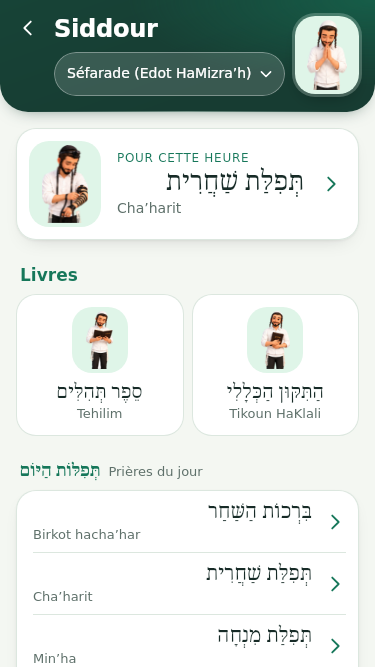 Siddour
Séfarade (Edot HaMizra’h)
POUR CETTE HEURE
תְּפִלַּת שַׁחֲרִית
Cha’harit
Livres
סֵפֶר תְּהִלִּים
Tehilim
הַתִּקּוּן הַכְּלָלִי
Tikoun HaKlali
תְּפִלּוֹת הַיּוֹם Prières du jour
בִּרְכוֹת הַשַּׁחַר
Birkot hacha’har
תְּפִלַּת שַׁחֲרִית
Cha’harit
תְּפִלַּת מִנְחָה
Min’ha